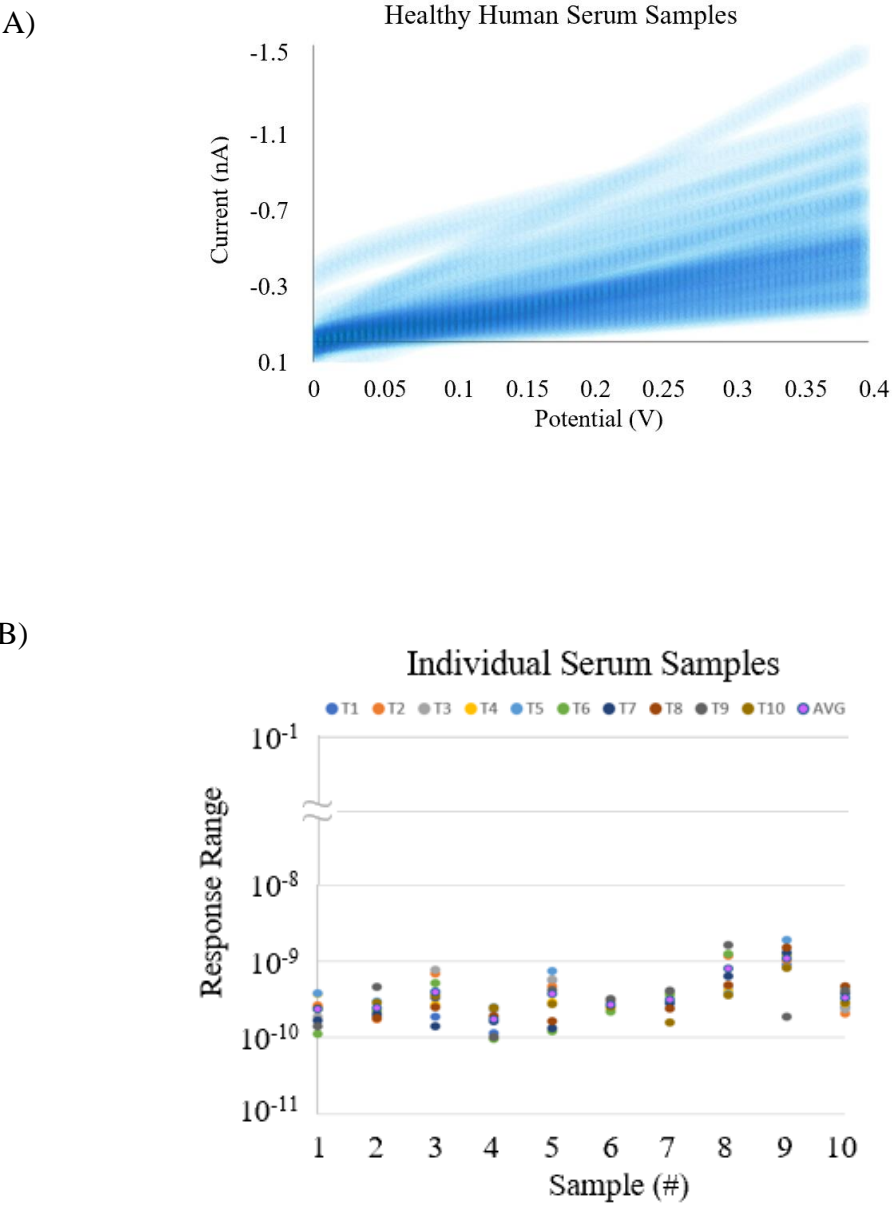 A)
Healthy Human Serum Samples
-1.5
-1.1
-0.7
-0.3
0.1
Current (nA)
0 0.05 0.1 0.15 0.2 0.25 0.3 0.35 0.4
Potential (V)
B)
Individual Serum Samples
T1 T2 T3 T4 T5 T6 T7 T8 T9 T10 AVG
10-1
10-8
10-9
10-10
10-11
Response Range
1 2 3 4 5 6 7 8 9 10
Sample (#)